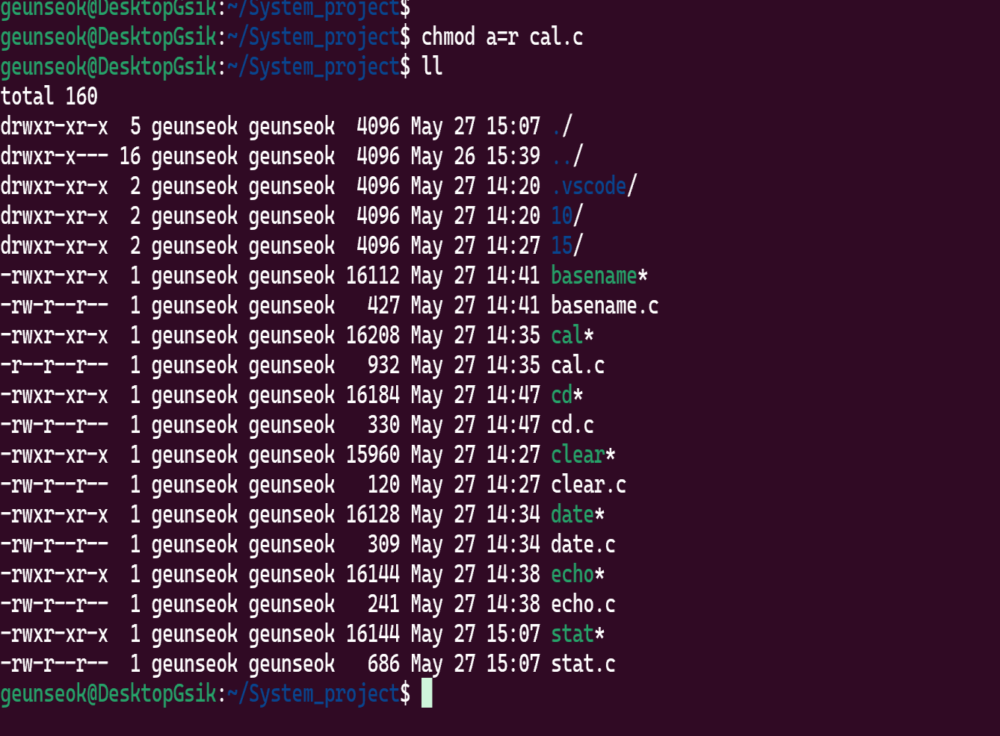 geunseok@DesktopGsik:~/System_project$
geunseok@DesktopGsik:~/System_project$ chmod a=r cal.c
geunseok@DesktopGsik:~/System_project$ ll
total 160
drwxr-xr-x  5 geunseok geunseok  4096 May 27 15:07 ./
drwxr-x--- 16 geunseok geunseok  4096 May 26 15:39 ../
drwxr-xr-x  2 geunseok geunseok  4096 May 27 14:20 .vscode/
drwxr-xr-x  2 geunseok geunseok  4096 May 27 14:20 10/
drwxr-xr-x  2 geunseok geunseok  4096 May 27 14:27 15/
-rwxr-xr-x  1 geunseok geunseok 16112 May 27 14:41 basename*
-rw-r--r--  1 geunseok geunseok   427 May 27 14:41 basename.c
-rwxr-xr-x  1 geunseok geunseok 16208 May 27 14:35 cal*
-r--r--r--  1 geunseok geunseok   932 May 27 14:35 cal.c
-rwxr-xr-x  1 geunseok geunseok 16184 May 27 14:47 cd*
-rw-r--r--  1 geunseok geunseok   330 May 27 14:47 cd.c
-rwxr-xr-x  1 geunseok geunseok 15960 May 27 14:27 clear*
-rw-r--r--  1 geunseok geunseok   120 May 27 14:27 clear.c
-rwxr-xr-x  1 geunseok geunseok 16128 May 27 14:34 date*
-rw-r--r--  1 geunseok geunseok   309 May 27 14:34 date.c
-rwxr-xr-x  1 geunseok geunseok 16144 May 27 14:38 echo*
-rw-r--r--  1 geunseok geunseok   241 May 27 14:38 echo.c
-rwxr-xr-x  1 geunseok geunseok 16144 May 27 15:07 stat*
-rw-r--r--  1 geunseok geunseok   686 May 27 15:07 stat.c
geunseok@DesktopGsik:~/System_project$